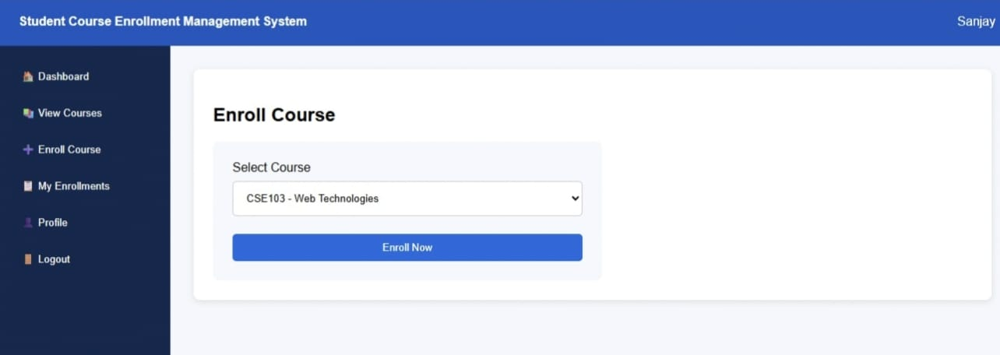 Student Course Enrollment Management System
Sanjay
Dashboard
View Courses
Enroll Course
My Enrollments
Profile
Logout
Enroll Course
Select Course
CSE103 - Web Technologies
Enroll Now